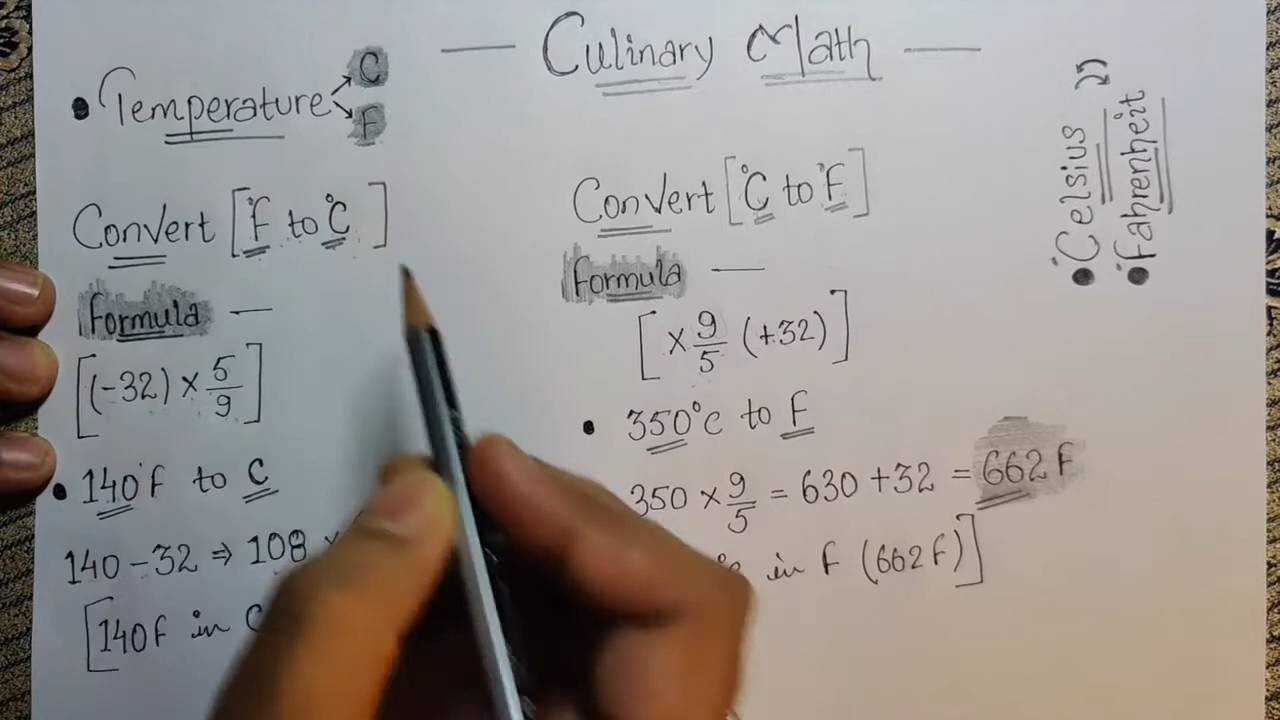 Culinary Math
• Temperature C
F
Convert [°F to °C]
Formula —
[(-32) × 5/9]
• 140°F to C
140 - 32 ⇒ 108 ×
[140F in C
Convert [°C to °F]
Formula —
[× 9/5 (+32)]
• 350°C to F
350 × 9/5 = 630 + 32 = 662 F
in F (662 F)]
• Celsius
• Fahrenheit